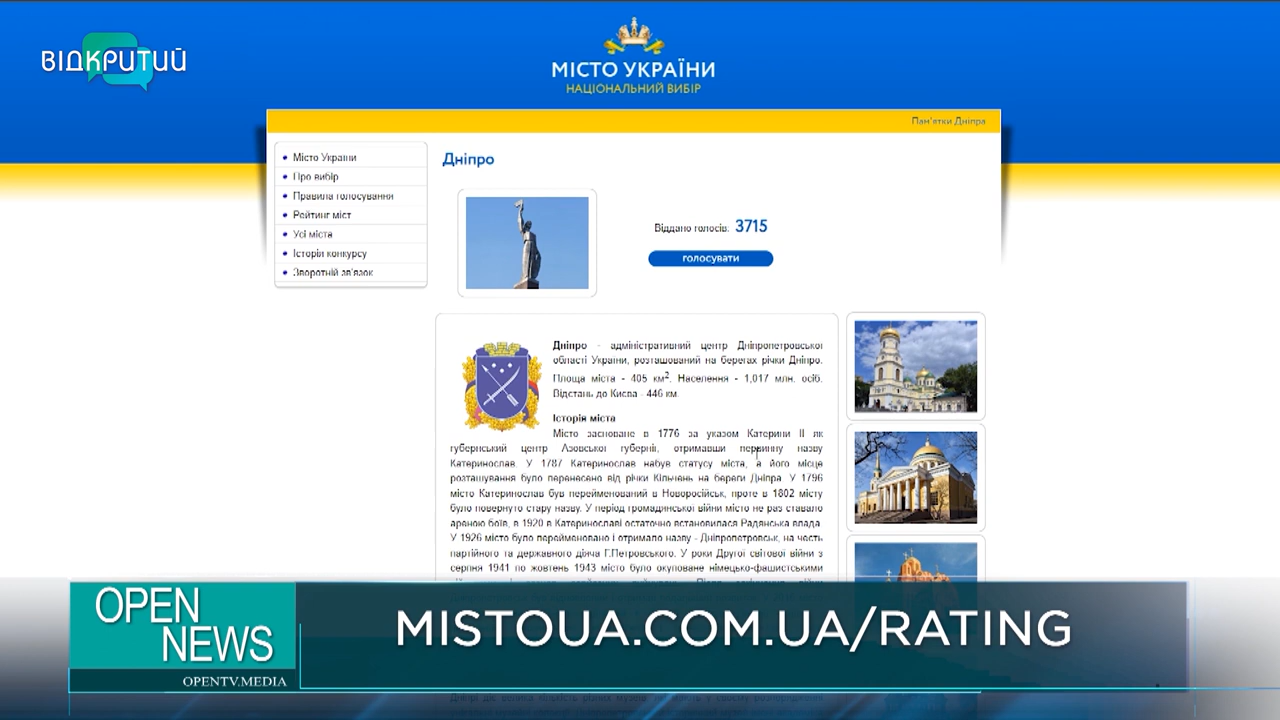 ВІДКРИТИЙ
МІСТО УКРАЇНИ
НАЦІОНАЛЬНИЙ ВИБІР
Пам'ятки Дніпра
Місто України
Про вибір
Правила голосування
Рейтинг міст
Усі міста
Історія конкурсу
Зворотній зв'язок
Дніпро
Віддано голосів: 3715
голосувати
Дніпро - адміністративний центр Дніпропетровської
області України, розташований на берегах річки Дніпро.
Площа міста - 405 км². Населення - 1,017 млн. осіб.
Відстань до Києва - 446 км.
Історія міста
Місто засноване в 1776 за указом Катерини II як
губернський центр Азовської губернії, отримавши первинну назву
Катеринослав. У 1787 Катеринослав набув статусу міста, а його місце
розташування було перенесено від річки Кільчень на береги Дніпра. У 1796
місто Катеринослав був перейменований в Новоросійськ, проте в 1802 місту
було повернуто стару назву. У період громадянської війни місто не раз ставало
ареною боїв, в 1920 в Катеринославі остаточно встановилася Радянська влада.
У 1926 місто було перейменовано і отримало назву - Дніпропетровськ, на честь
партійного та державного діяча Г.Петровського. У роки Другої світової війни з
серпня 1941 по жовтень 1943 місто було окуповане німецько-фашистськими
OPEN
NEWS
OPENTV.MEDIA
MISTOUA.COM.UA/RATING